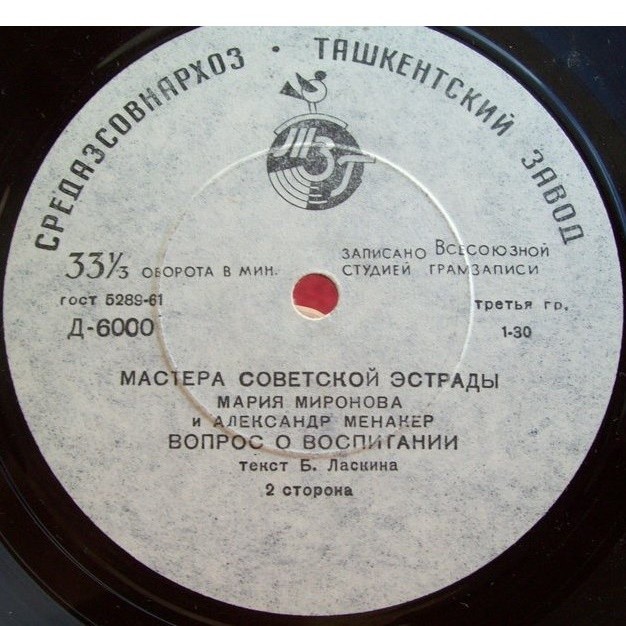 СРЕДАЗСОВНАРХОЗ · ТАШКЕНТСКИЙ ЗАВОД
ТЗГ
33⅓ ОБОРОТА В МИН.
ЗАПИСАНО ВСЕСОЮЗНОЙ
СТУДИЕЙ ГРАМЗАПИСИ
ГОСТ 5289-61
третья гр.
Д-6000
1-30
МАСТЕРА СОВЕТСКОЙ ЭСТРАДЫ
МАРИЯ МИРОНОВА
И АЛЕКСАНДР МЕНАКЕР
ВОПРОС О ВОСПИТАНИИ
текст Б. Ласкина
2 сторона